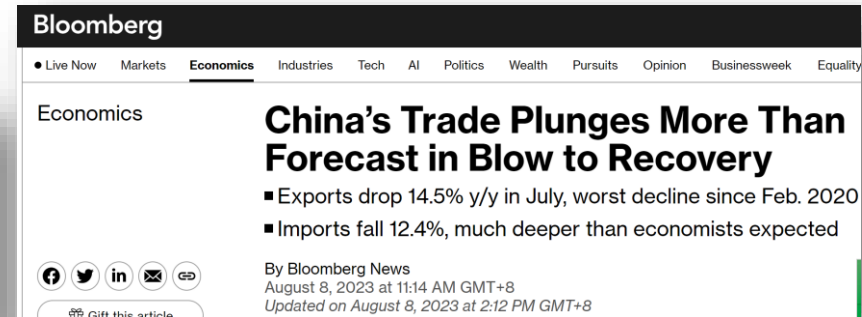 Bloomberg
• Live Now Markets Economics Industries Tech AI Politics Wealth Pursuits Opinion Businessweek Equality
Economics
China's Trade Plunges More Than
Forecast in Blow to Recovery
▪ Exports drop 14.5% y/y in July, worst decline since Feb. 2020
▪ Imports fall 12.4%, much deeper than economists expected
By Bloomberg News
August 8, 2023 at 11:14 AM GMT+8
Updated on August 8, 2023 at 2:12 PM GMT+8
Gift this article